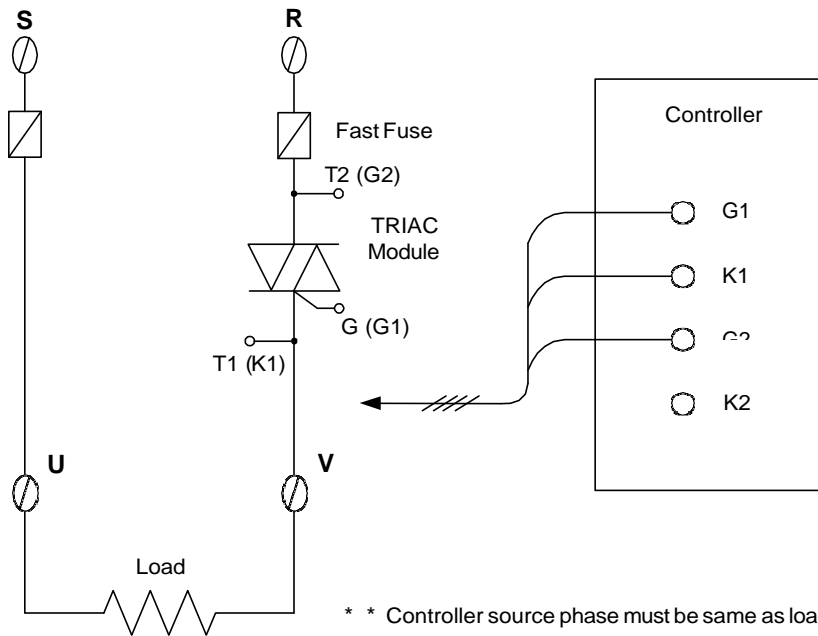 S
R
Fast Fuse
T2 (G2)
TRIAC
Module
G (G1)
T1 (K1)
U
V
Load
Controller
G1
K1
G2
K2
* * Controller source phase must be same as